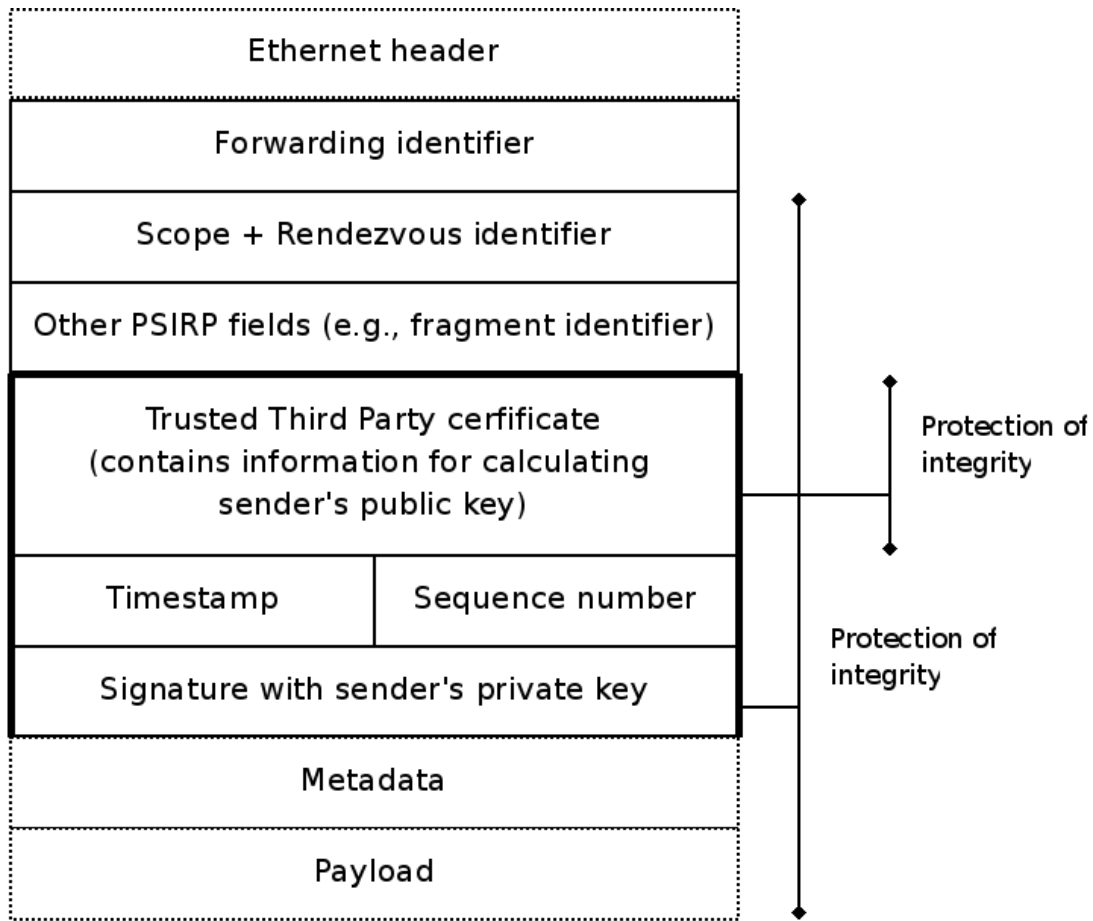 Ethernet header
Forwarding identifier
Scope + Rendezvous identifier
Other PSIRP fields (e.g., fragment identifier)
Trusted Third Party cerfificate
(contains information for calculating
sender's public key)
Protection of
integrity
Timestamp
Sequence number
Protection of
integrity
Signature with sender's private key
Metadata
Payload